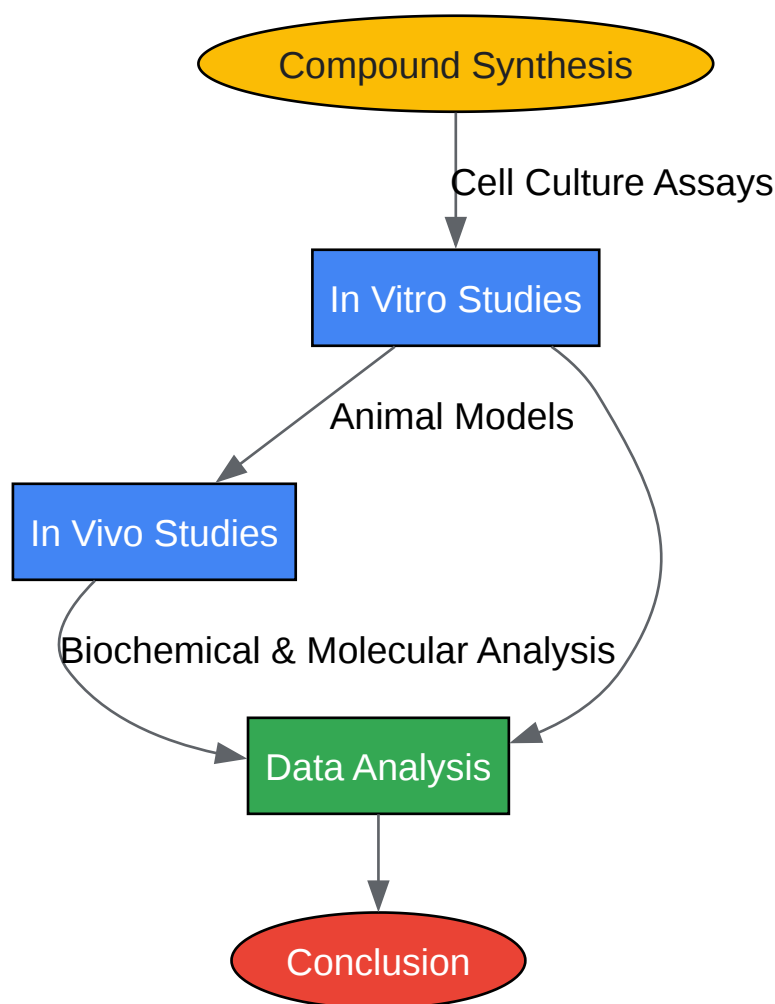 Compound Synthesis
Cell Culture Assays
In Vitro Studies
Animal Models
In Vivo Studies
Biochemical & Molecular Analysis
Data Analysis
Conclusion